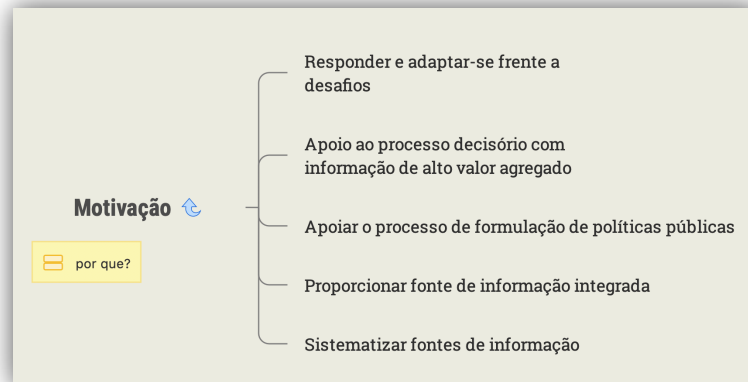 Responder e adaptar-se frente a
desafios
Apoio ao processo decisório com
informação de alto valor agregado
Motivação
Apoiar o processo de formulação de políticas públicas
por que?
Proporcionar fonte de informação integrada
Sistematizar fontes de informação